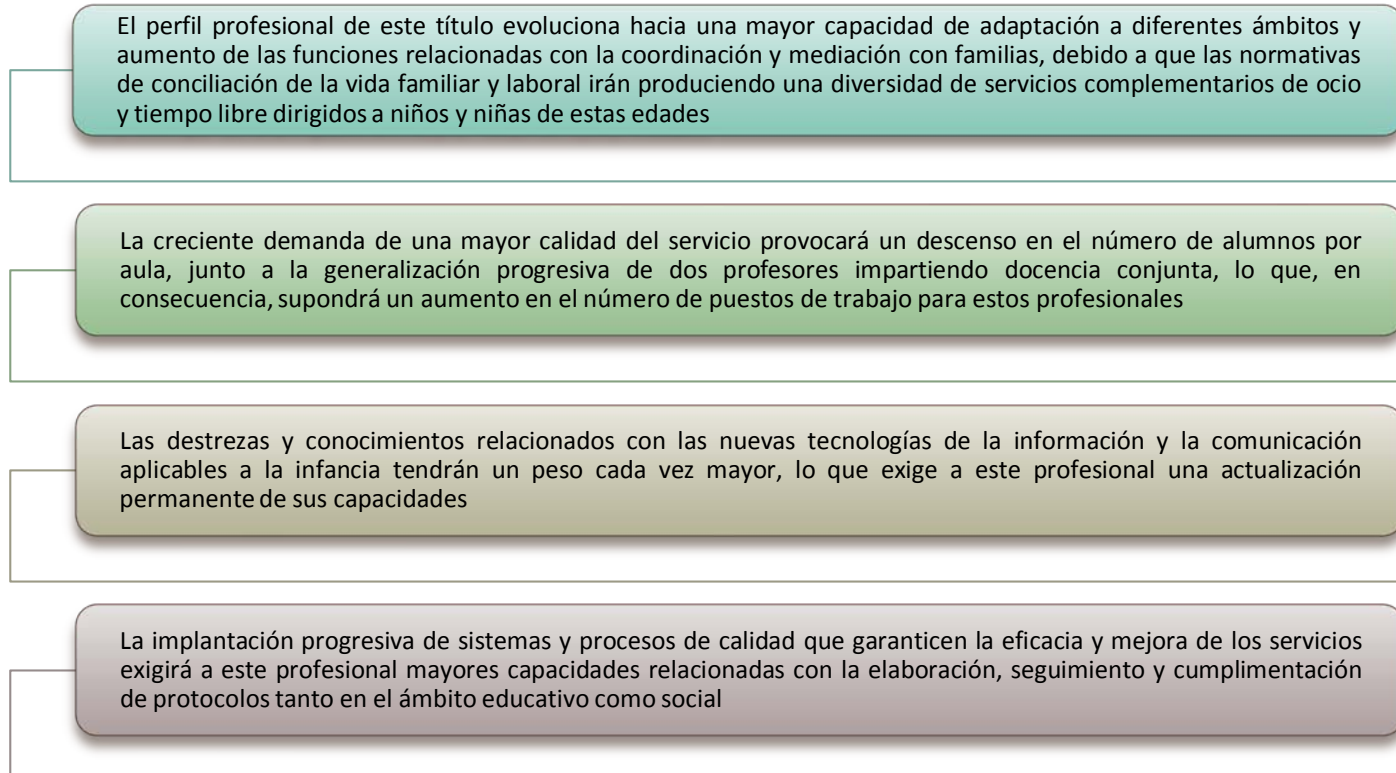 El perfil profesional de este título evoluciona hacia una mayor capacidad de adaptación a diferentes ámbitos y
aumento de las funciones relacionadas con la coordinación y mediación con familias, debido a que las normativas
de conciliación de la vida familiar y laboral irán produciendo una diversidad de servicios complementarios de ocio
y tiempo libre dirigidos a niños y niñas de estas edades
La creciente demanda de una mayor calidad del servicio provocará un descenso en el número de alumnos por
aula, junto a la generalización progresiva de dos profesores impartiendo docencia conjunta, lo que, en
consecuencia, supondrá un aumento en el número de puestos de trabajo para estos profesionales
Las destrezas y conocimientos relacionados con las nuevas tecnologías de la información y la comunicación
aplicables a la infancia tendrán un peso cada vez mayor, lo que exige a este profesional una actualización
permanente de sus capacidades
La implantación progresiva de sistemas y procesos de calidad que garanticen la eficacia y mejora de los servicios
exigirá a este profesional mayores capacidades relacionadas con la elaboración, seguimiento y cumplimentación
de protocolos tanto en el ámbito educativo como social